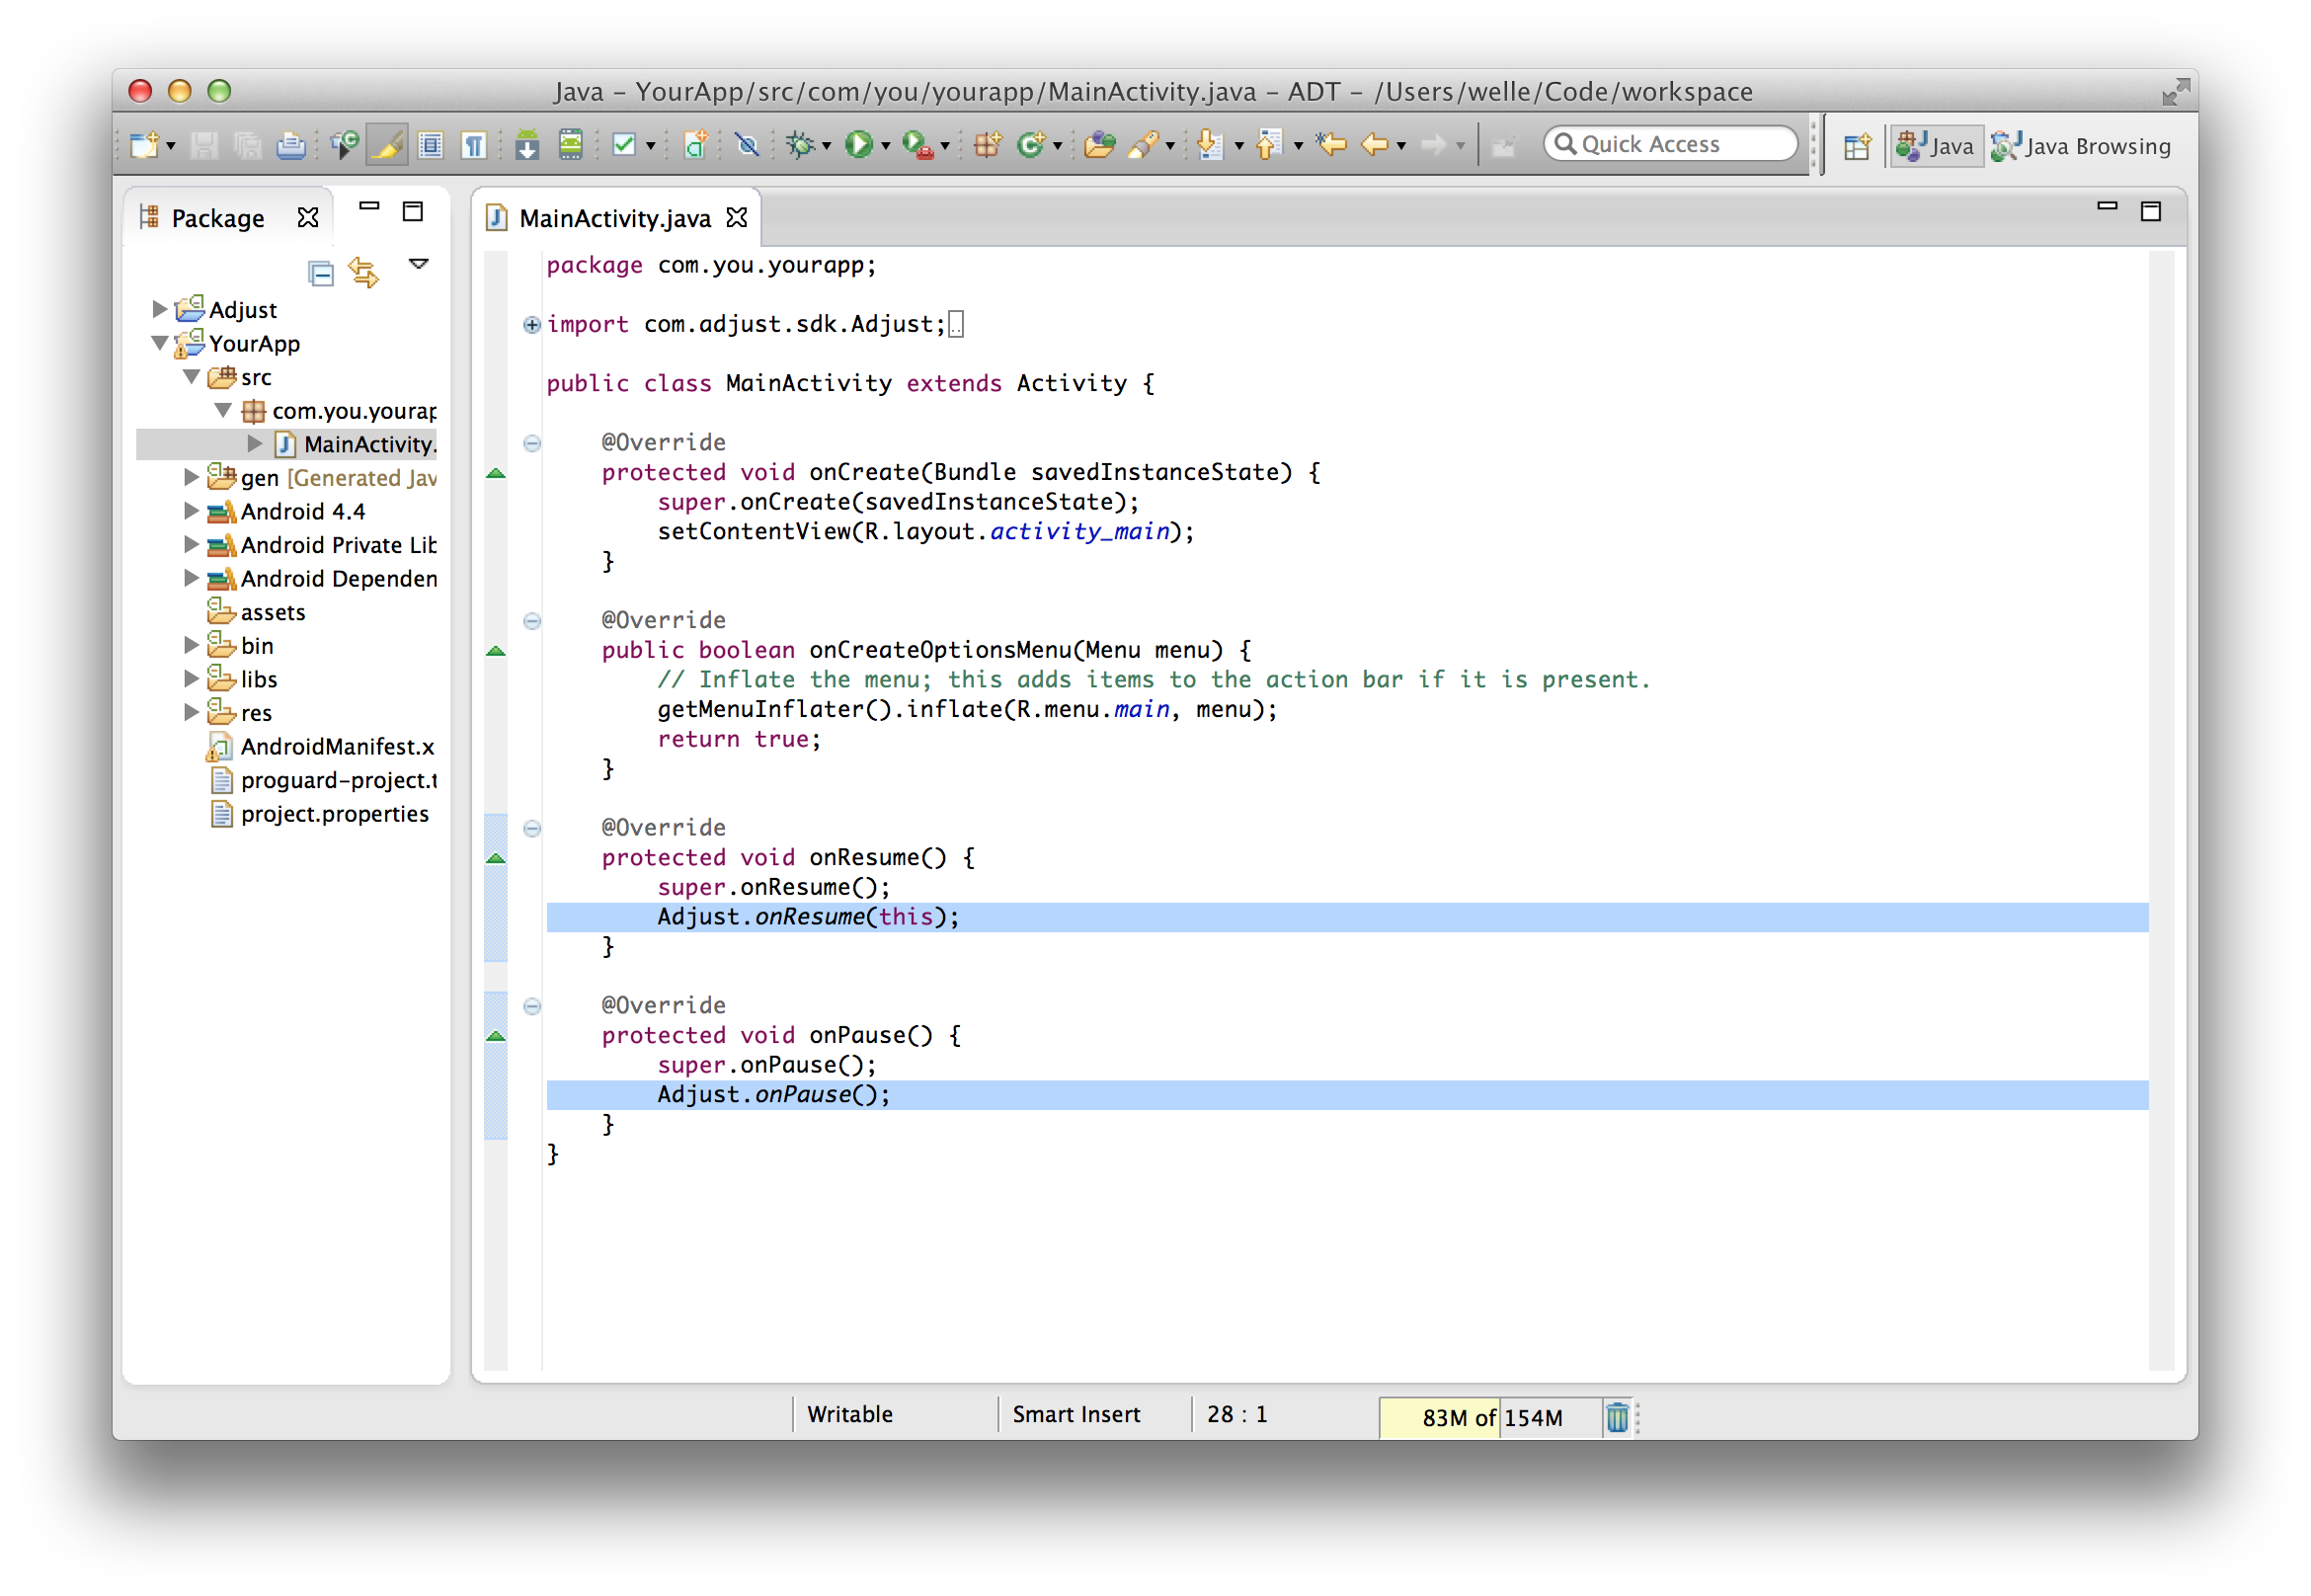 Java – YourApp/src/com/you/yourapp/MainActivity.java – ADT – /Users/welle/Code/workspace
Quick Access
Java
Java Browsing
Package
Adjust
YourApp
src
com.you.yourap
MainActivity.
gen [Generated Jav
Android 4.4
Android Private Lib
Android Dependen
assets
bin
libs
res
AndroidManifest.x
proguard-project.t
project.properties
MainActivity.java
package com.you.yourapp;
import com.adjust.sdk.Adjust;
public class MainActivity extends Activity {
@Override
protected void onCreate(Bundle savedInstanceState) {
super.onCreate(savedInstanceState);
setContentView(R.layout.activity_main);
}
@Override
public boolean onCreateOptionsMenu(Menu menu) {
// Inflate the menu; this adds items to the action bar if it is present.
getMenuInflater().inflate(R.menu.main, menu);
return true;
}
@Override
protected void onResume() {
super.onResume();
Adjust.onResume(this);
}
@Override
protected void onPause() {
super.onPause();
Adjust.onPause();
}
}
Writable
Smart Insert
28 : 1
83M of 154M